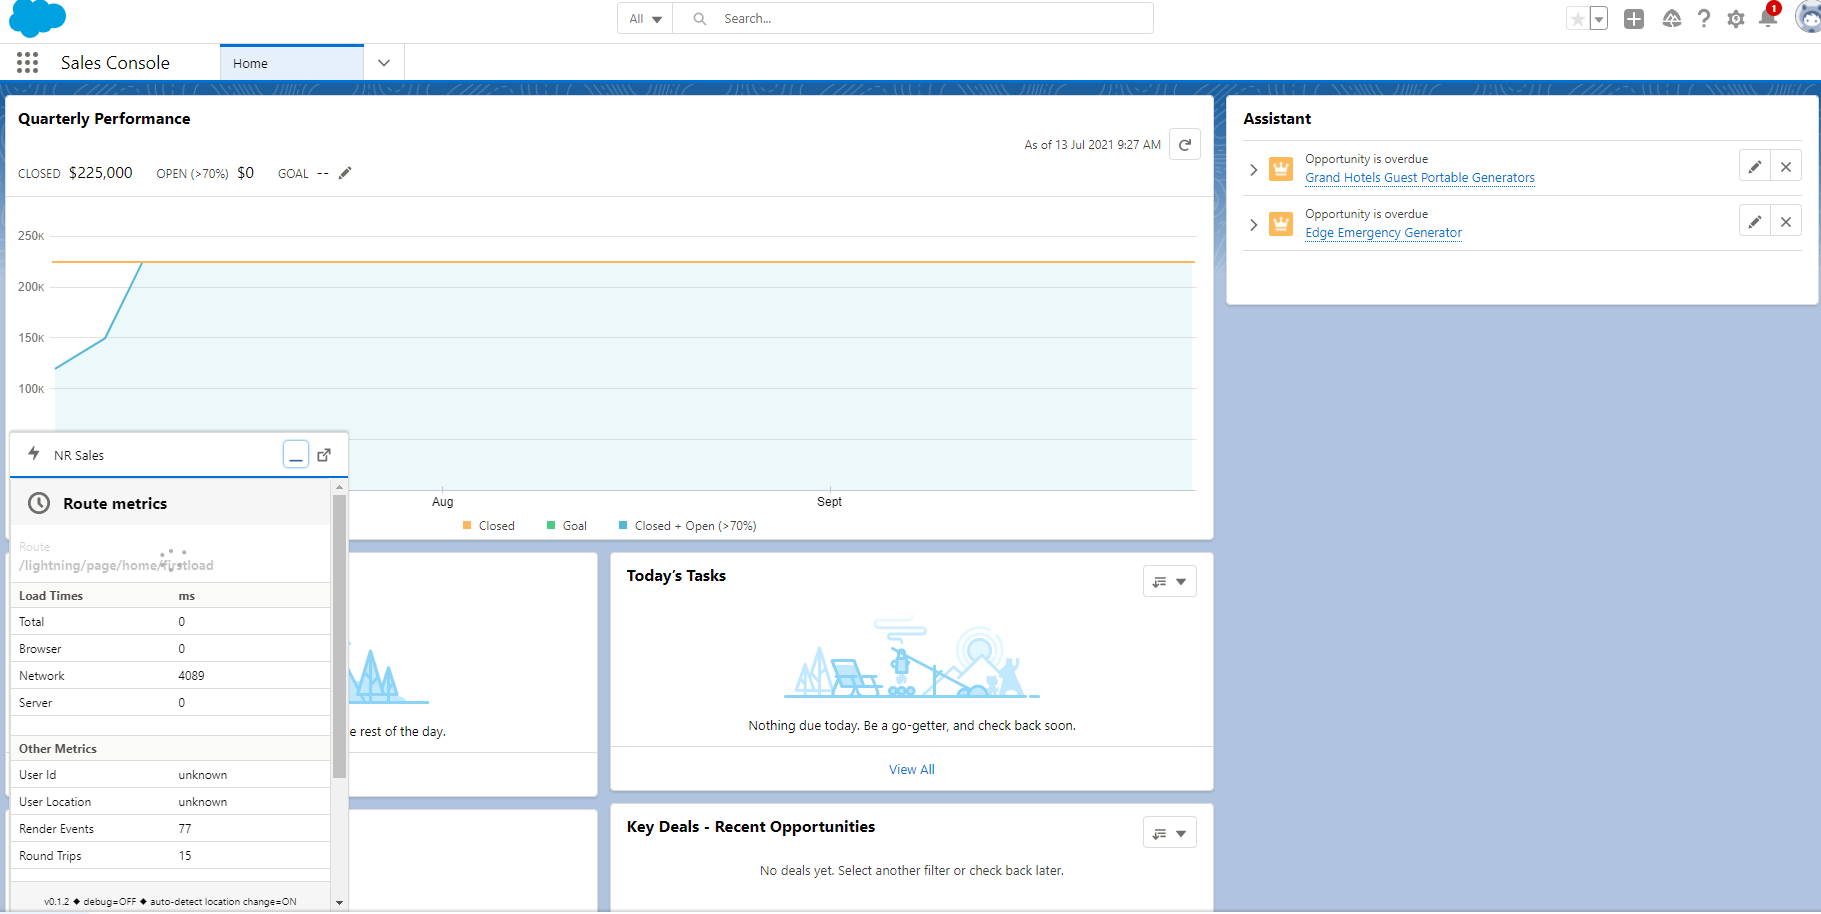 All
Search...
1
Sales Console
Home
Quarterly Performance
As of 13 Jul 2021 9:27 AM
CLOSED $225,000 OPEN (>70%) $0 GOAL --
250K
200K
150K
100K
Aug
Sept
Closed
Goal
Closed + Open (>70%)
Assistant
Opportunity is overdue
Grand Hotels Guest Portable Generators
Opportunity is overdue
Edge Emergency Generator
NR Sales
Route metrics
Route
/lightning/page/home/firstload
Load Times ms
Total 0
Browser 0
Network 4089
Server 0
Other Metrics
User Id unknown
User Location unknown
Render Events 77
Round Trips 15
v0.1.2 ◆ debug=OFF ◆ auto-detect location change=ON
e rest of the day.
Today's Tasks
Nothing due today. Be a go-getter, and check back soon.
View All
Key Deals - Recent Opportunities
No deals yet. Select another filter or check back later.